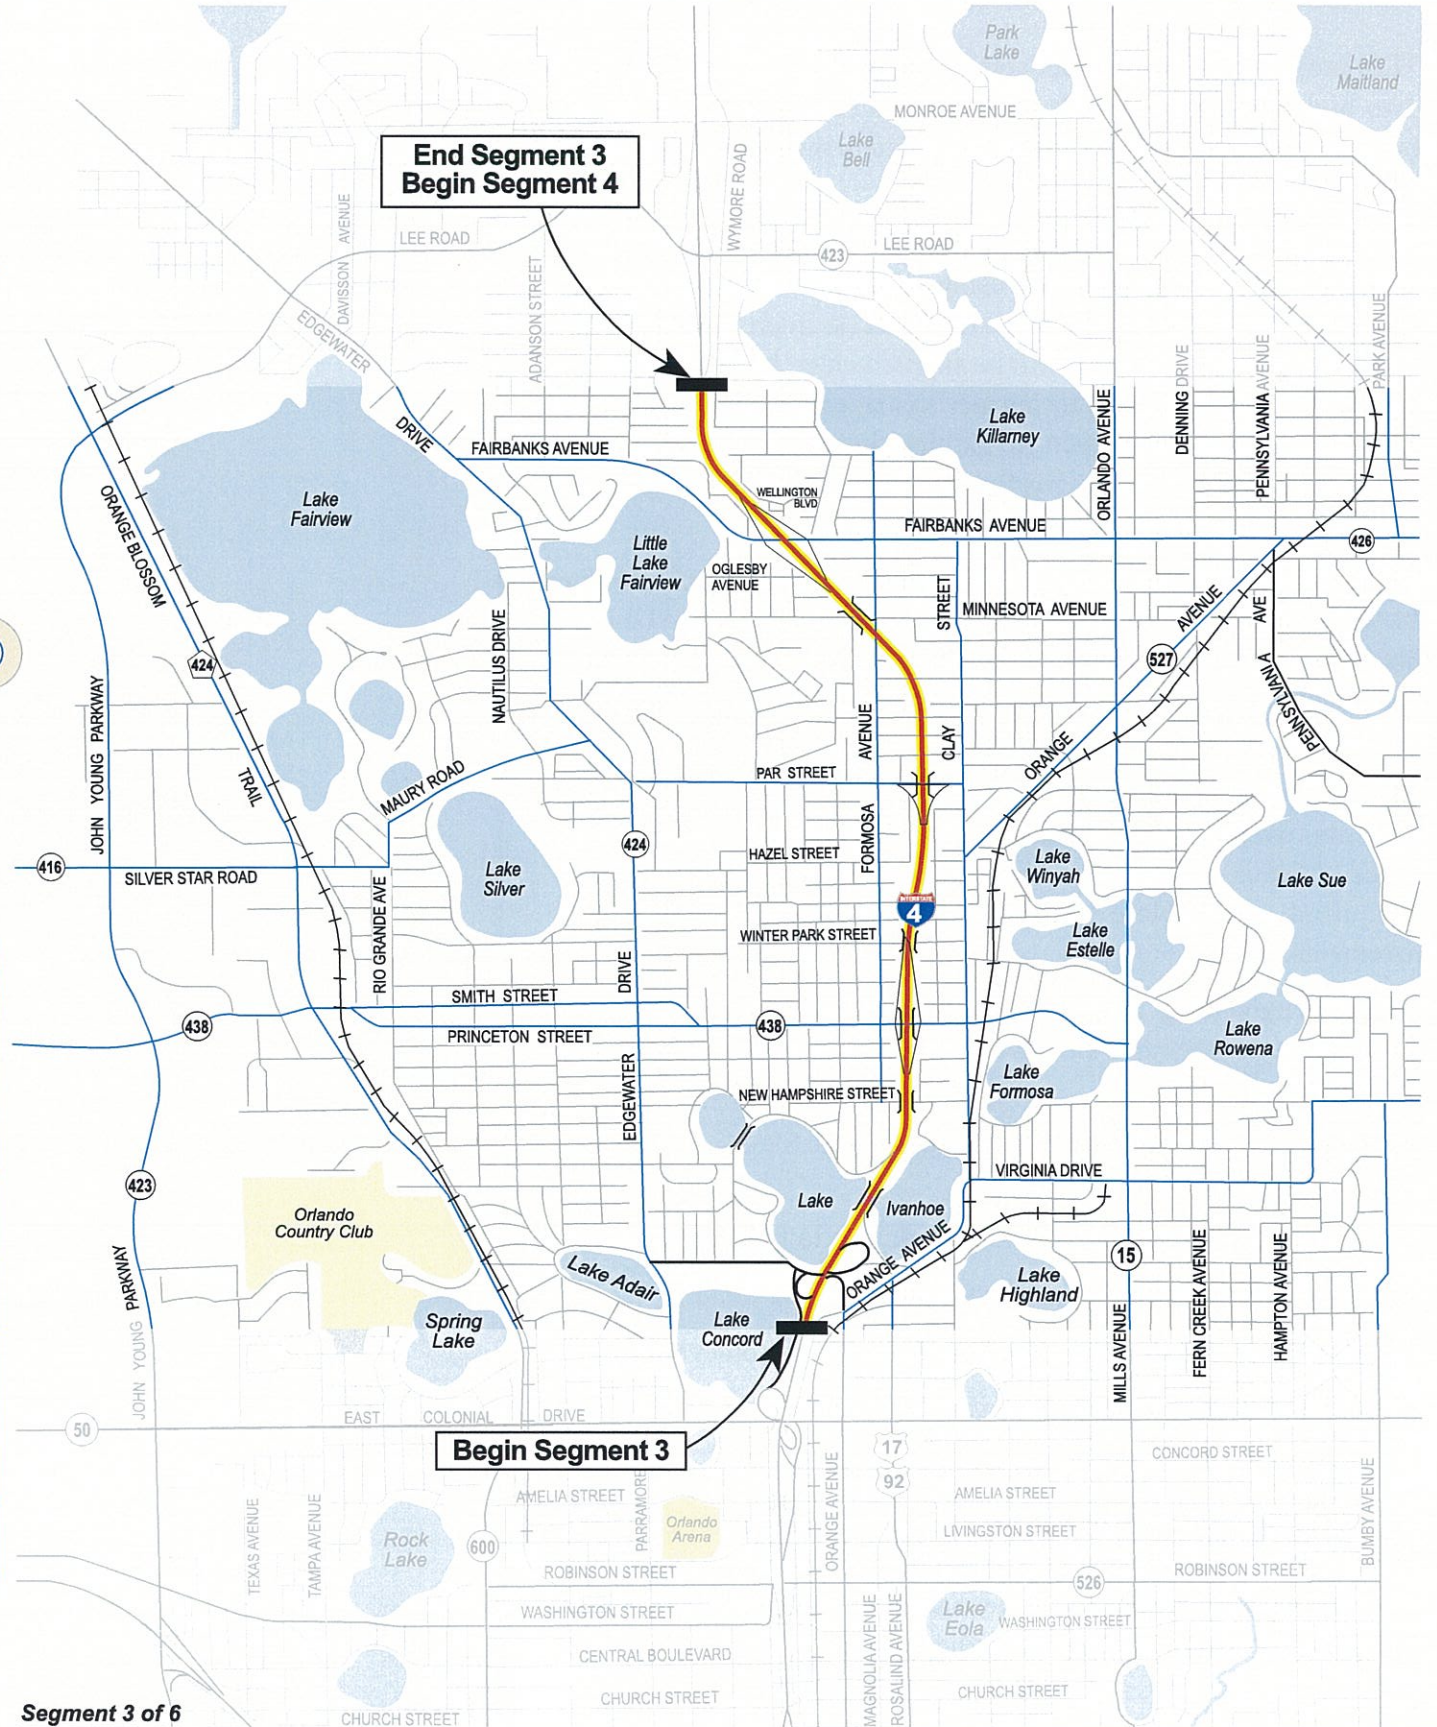 Park
Lake
Lake
Maitland
MONROE AVENUE
Lake
Bell
End Segment 3
Begin Segment 4
WYMORE ROAD
DAVISSON AVENUE
LEE ROAD
423
LEE ROAD
ADANSON STREET
EDGEWATER
DRIVE
PARK AVENUE
DENNING DRIVE
PENNSYLVANIA AVENUE
ORLANDO AVENUE
Lake
Killarney
FAIRBANKS AVENUE
WELLINGTON
BLVD
FAIRBANKS AVENUE
426
ORANGE BLOSSOM
TRAIL
Lake
Fairview
Little
Lake
Fairview
OGLESBY
AVENUE
CLAY STREET
MINNESOTA AVENUE
ORANGE AVENUE
527
PENNSYLVANIA AVE
424
NAUTILUS DRIVE
JOHN YOUNG PARKWAY
FORMOSA AVENUE
MAURY ROAD
PAR STREET
424
HAZEL STREET
416
SILVER STAR ROAD
Lake
Silver
Lake
Winyah
Lake Sue
INTERSTATE
4
RIO GRANDE AVE
WINTER PARK STREET
Lake
Estelle
EDGEWATER DRIVE
SMITH STREET
438
PRINCETON STREET
438
Lake
Rowena
Lake
Formosa
NEW HAMPSHIRE STREET
423
VIRGINIA DRIVE
Orlando
Country Club
Lake
Ivanhoe
ORANGE AVENUE
15
Lake Adair
Lake
Highland
PARKWAY
JOHN YOUNG
Spring
Lake
Lake
Concord
MILLS AVENUE
FERN CREEK AVENUE
HAMPTON AVENUE
50
EAST COLONIAL DRIVE
Begin Segment 3
17
92
CONCORD STREET
ORANGE AVENUE
BUMBY AVENUE
AMELIA STREET
PARRAMORE
AMELIA STREET
TEXAS AVENUE
TAMPA AVENUE
Rock
Lake
600
Orlando
Arena
LIVINGSTON STREET
ROBINSON STREET
526
ROBINSON STREET
WASHINGTON STREET
MAGNOLIA AVENUE
ROSALIND AVENUE
Lake
Eola
WASHINGTON STREET
CENTRAL BOULEVARD
CHURCH STREET
CHURCH STREET
CHURCH STREET
Segment 3 of 6